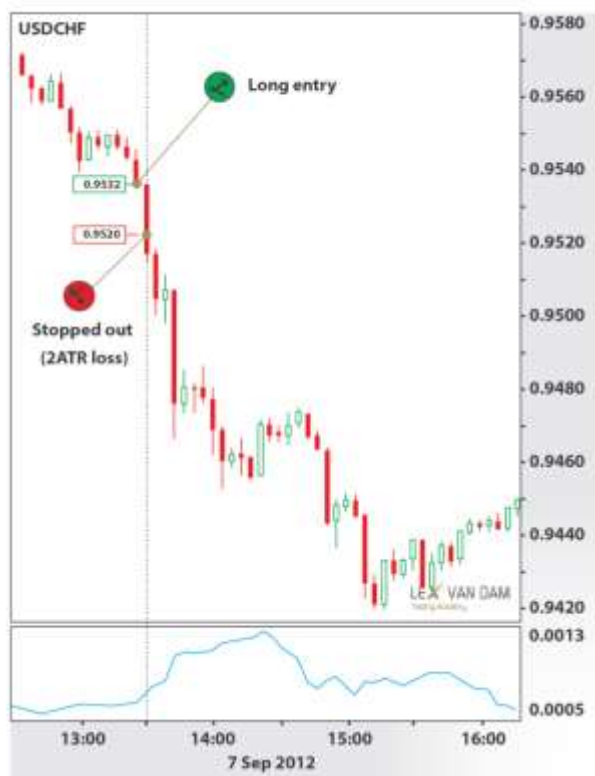 USDCHF
0.9580
Long entry
0.9560
0.9540
0.9532
0.9520
0.9520
0.9500
Stopped out
(2ATR loss)
0.9480
0.9460
0.9440
LEX VAN DAM
0.9420
0.0013
0.0005
13:00 14:00 15:00 16:00
7 Sep 2012